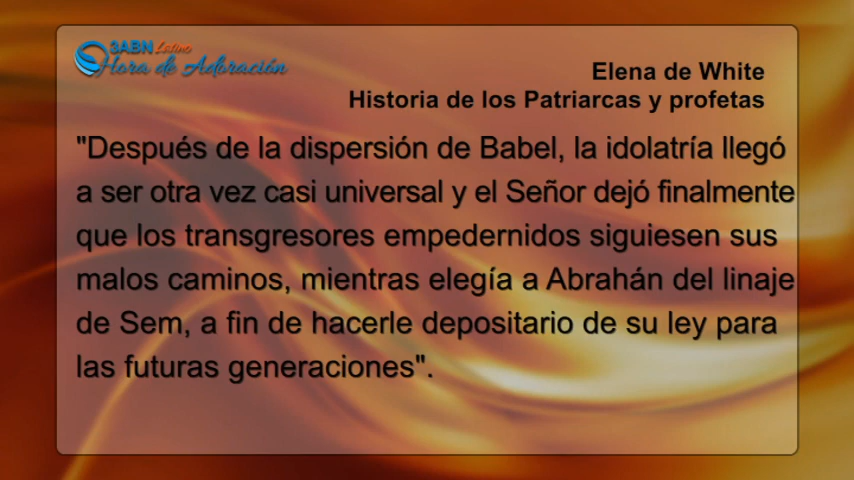 3ABN Latino
Hora de Adoración
Elena de White
Historia de los Patriarcas y profetas
"Después de la dispersión de Babel, la idolatría llegó
a ser otra vez casi universal y el Señor dejó finalmente
que los transgresores empedernidos siguiesen sus
malos caminos, mientras elegía a Abrahán del linaje
de Sem, a fin de hacerle depositario de su ley para
las futuras generaciones".